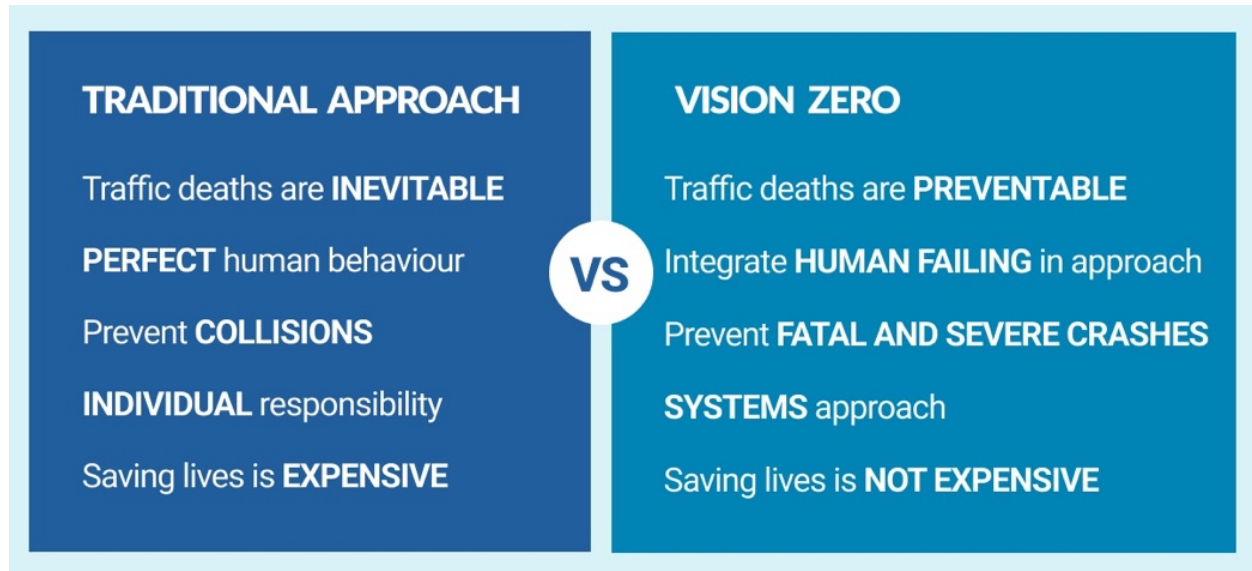 TRADITIONAL APPROACH
Traffic deaths are INEVITABLE
PERFECT human behaviour
Prevent COLLISIONS
INDIVIDUAL responsibility
Saving lives is EXPENSIVE
VS
VISION ZERO
Traffic deaths are PREVENTABLE
Integrate HUMAN FAILING in approach
Prevent FATAL AND SEVERE CRASHES
SYSTEMS approach
Saving lives is NOT EXPENSIVE